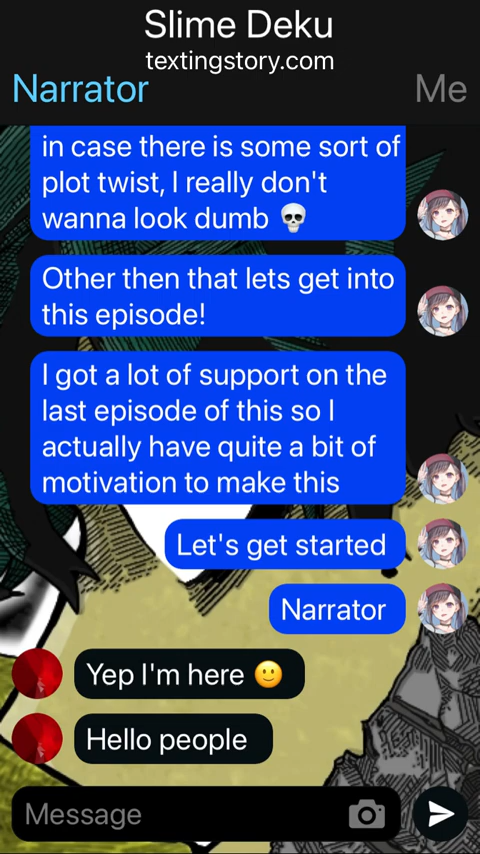 Slime Deku
textingstory.com
Narrator
Me
in case there is some sort of
plot twist, I really don't
wanna look dumb 💀
Other then that lets get into
this episode!
I got a lot of support on the
last episode of this so I
actually have quite a bit of
motivation to make this
Let's get started
Narrator
Yep I'm here 🙂
Hello people
Message